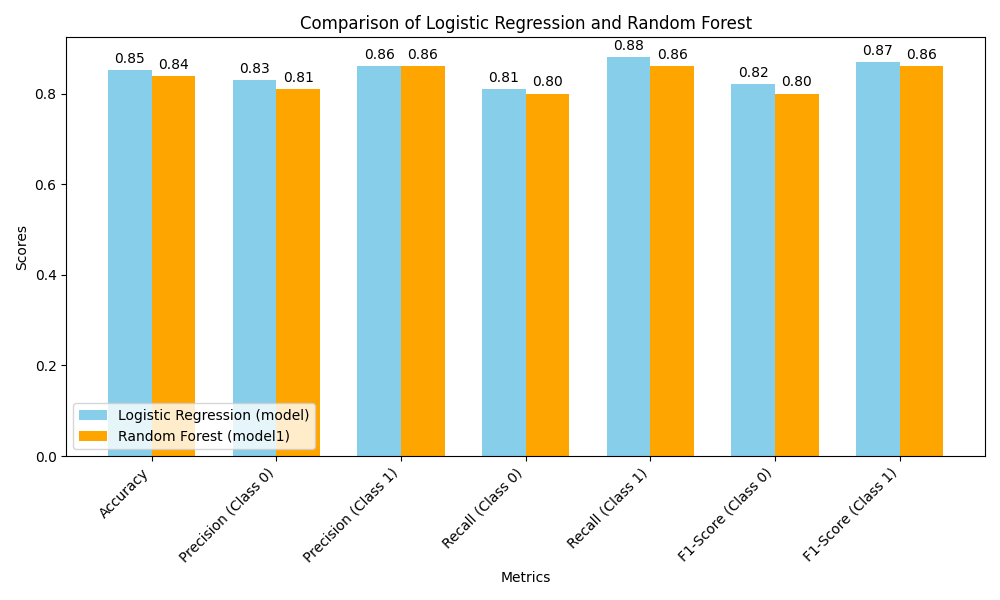 Comparison of Logistic Regression and Random Forest
0.85 0.84 0.83 0.81 0.86 0.86 0.81 0.80 0.88 0.86 0.82 0.80 0.87 0.86
0.8
0.6
0.4
0.2
0.0
Scores
Logistic Regression (model)
Random Forest (model1)
Accuracy
Precision (Class 0)
Precision (Class 1)
Recall (Class 0)
Recall (Class 1)
F1-Score (Class 0)
F1-Score (Class 1)
Metrics